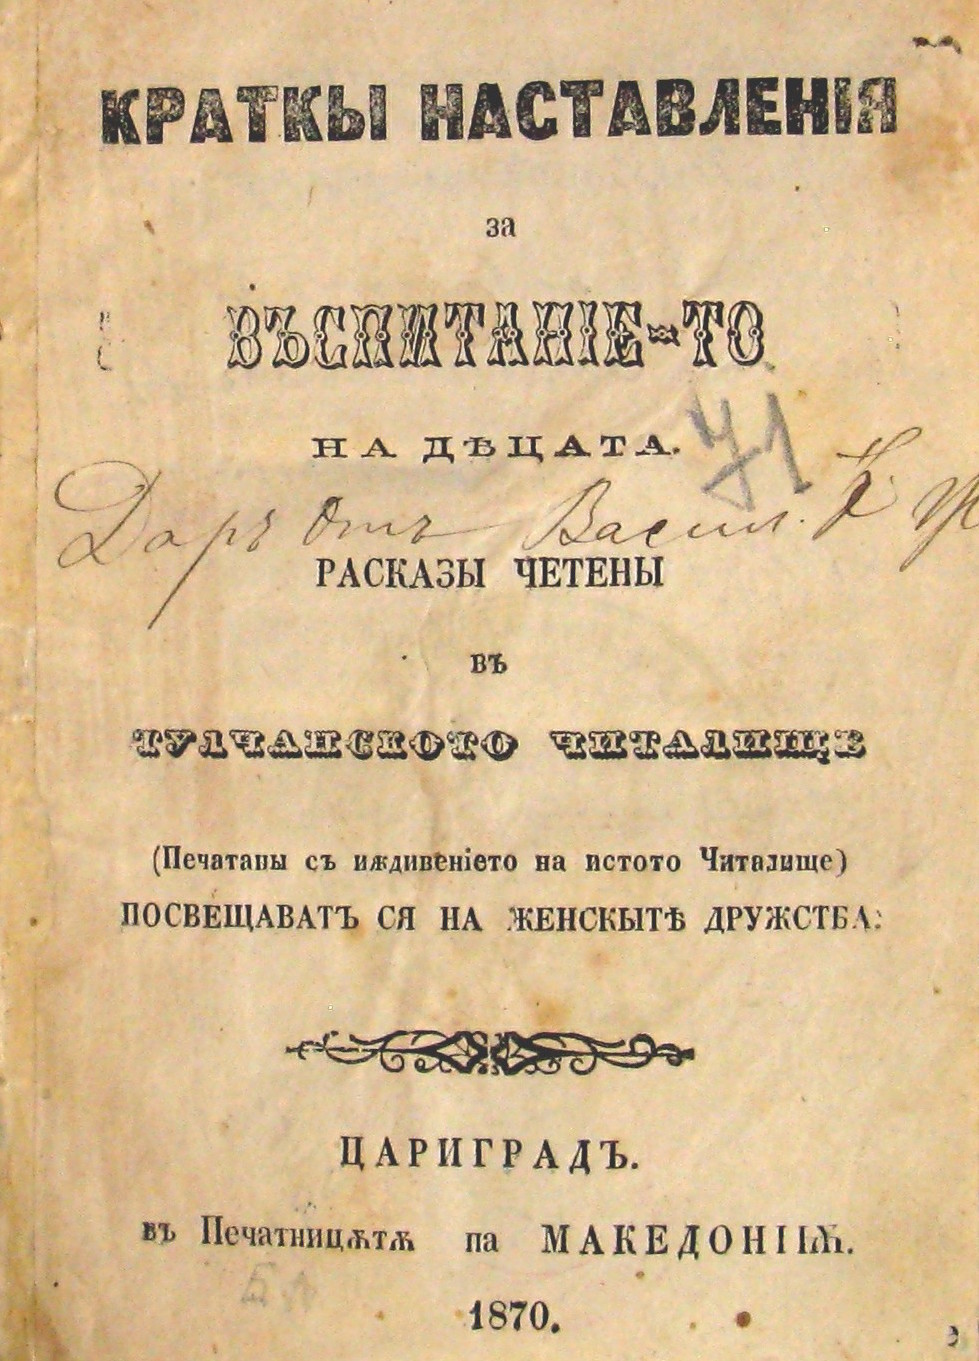 КРАТКЫ НАСТАВЛЕНІЯ
за
ВЪСПИТАНІЕ-ТО
НА ДѢЦАТА.
71
Даръ Отъ Васил.
РАСКАЗЫ ЧЕТЕНЫ
въ
ТУЛЧАНСКОТО ЧИТАЛИЩЕ
(Печатаны съ иждивеніето на истото Читалище)
ПОСВЕЩАВАТЪ СЯ НА ЖЕНСКЫТѢ ДРУЖСТВА:
ЦАРИГРАДЪ.
въ Печатницѫтѫ на МАКЕДОНІѬ.
1870.